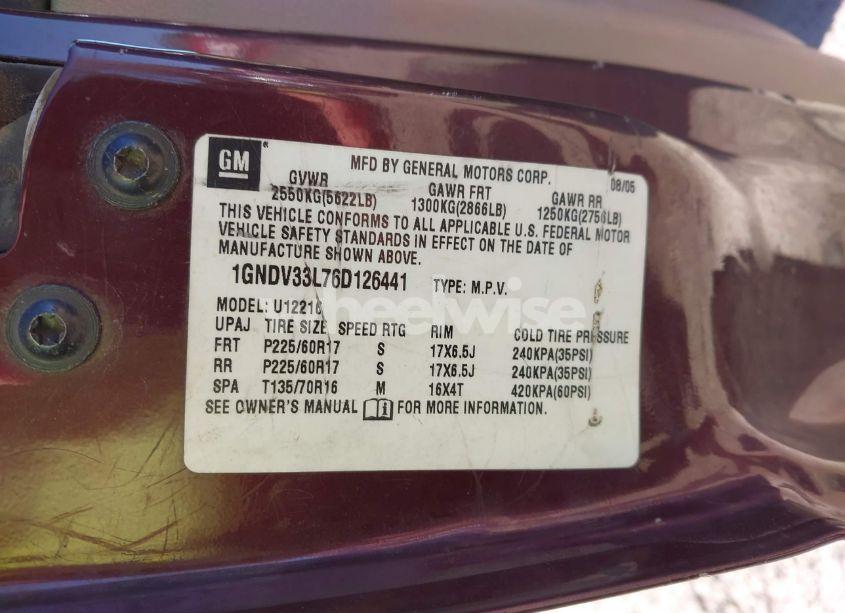 GM
MFD BY GENERAL MOTORS CORP. 08/05
GVWR GAWR FRT GAWR RR
2550KG(5622LB) 1300KG(2866LB) 1250KG(2756LB)
THIS VEHICLE CONFORMS TO ALL APPLICABLE U.S. FEDERAL MOTOR
VEHICLE SAFETY STANDARDS IN EFFECT ON THE DATE OF
MANUFACTURE SHOWN ABOVE.
1GNDV33L76D126441 TYPE: M.P.V.
MODEL: U12216
UPAJ TIRE SIZE SPEED RTG RIM COLD TIRE PRESSURE
FRT P225/60R17 S 17X6.5J 240KPA(35PSI)
RR P225/60R17 S 17X6.5J 240KPA(35PSI)
SPA T135/70R16 M 16X4T 420KPA(60PSI)
SEE OWNER'S MANUAL FOR MORE INFORMATION.